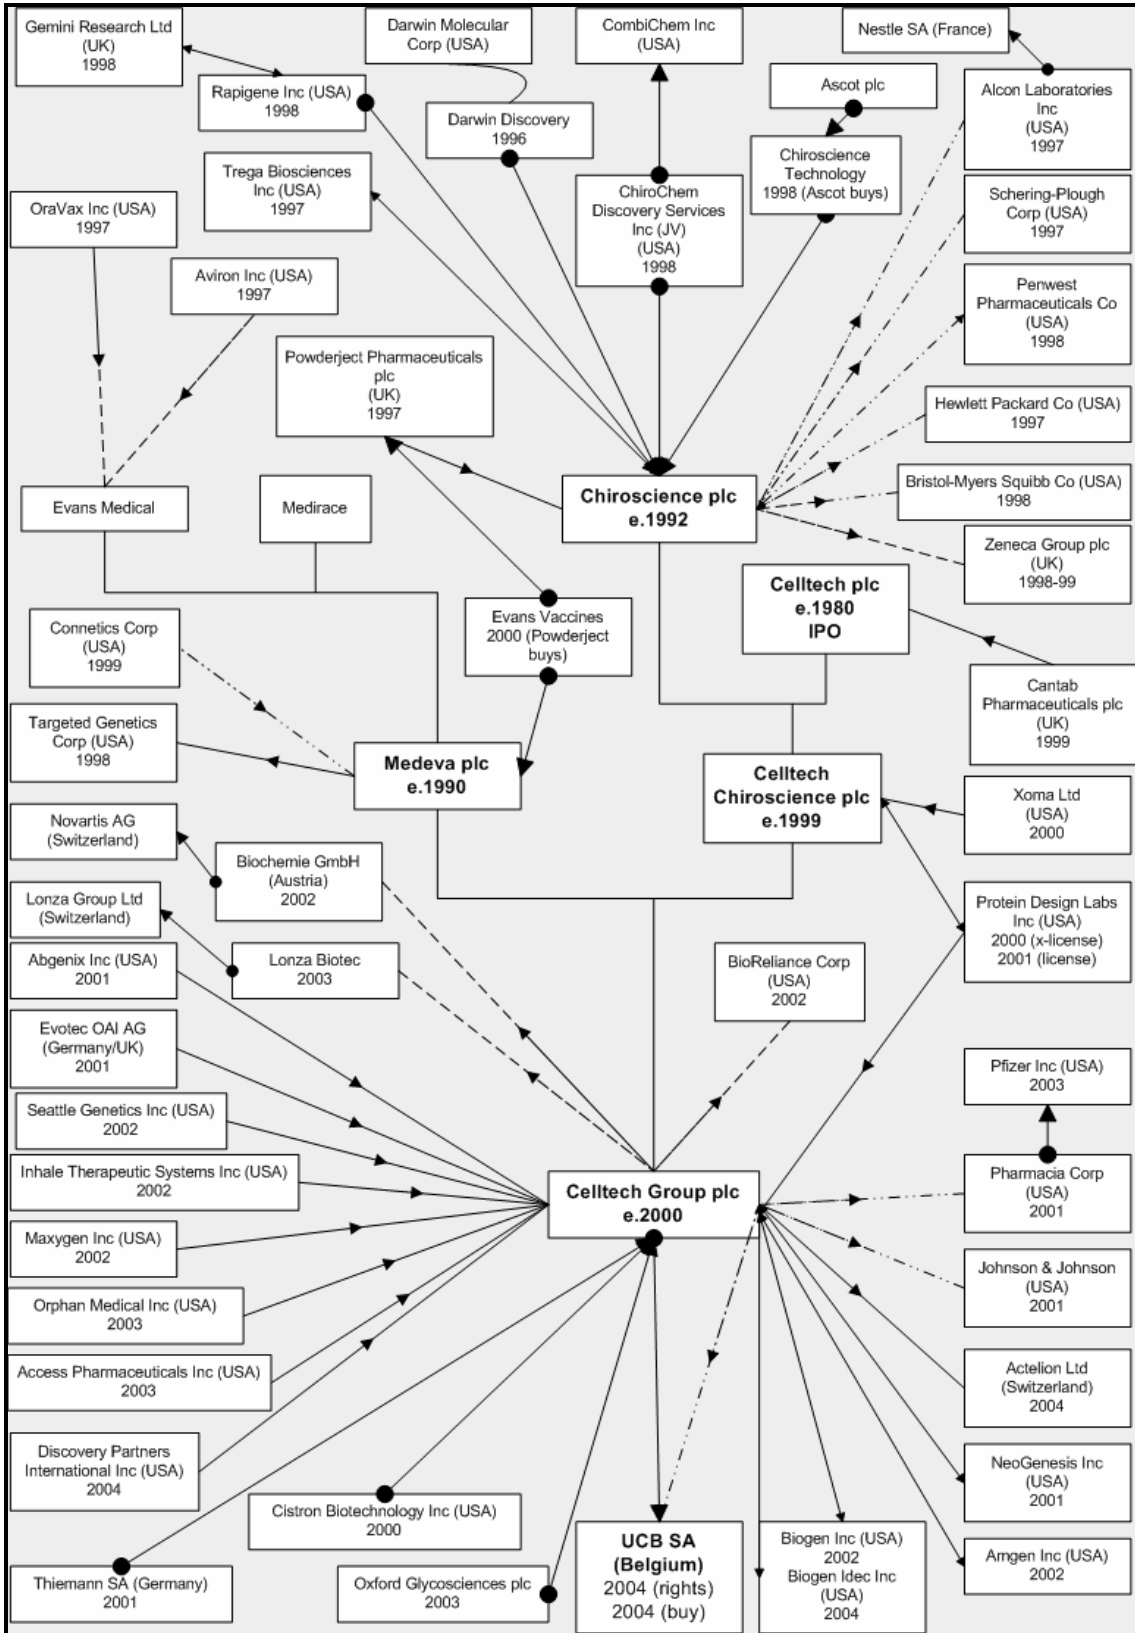 Gemini Research Ltd
(UK)
1998
Darwin Molecular
Corp (USA)
CombiChem Inc
(USA)
Nestle SA (France)
Rapigene Inc (USA)
1998
Darwin Discovery
1996
Ascot plc
Alcon Laboratories
Inc
(USA)
1997
Trega Biosciences
Inc (USA)
1997
ChiroChem
Discovery Services
Inc (JV)
(USA)
1998
Chiroscience
Technology
1998 (Ascot buys)
Schering-Plough
Corp (USA)
1997
OraVax Inc (USA)
1997
Aviron Inc (USA)
1997
Penwest
Pharmaceuticals Co
(USA)
1998
Powderject Pharmaceuticals
plc
(UK)
1997
Hewlett Packard Co (USA)
1997
Evans Medical
Medirace
Chiroscience plc
e.1992
Bristol-Myers Squibb Co (USA)
1998
Zeneca Group plc
(UK)
1998-99
Celltech plc
e.1980
IPO
Evans Vaccines
2000 (Powderject
buys)
Connetics Corp
(USA)
1999
Cantab
Pharmaceuticals plc
(UK)
1999
Targeted Genetics
Corp (USA)
1998
Medeva plc
e.1990
Celltech
Chiroscience plc
e.1999
Xoma Ltd
(USA)
2000
Novartis AG
(Switzerland)
Biochemie GmbH
(Austria)
2002
Lonza Group Ltd
(Switzerland)
Protein Design Labs
Inc (USA)
2000 (x-license)
2001 (license)
Abgenix Inc (USA)
2001
Lonza Biotec
2003
BioReliance Corp
(USA)
2002
Evotec OAI AG
(Germany/UK)
2001
Pfizer Inc (USA)
2003
Seattle Genetics Inc (USA)
2002
Inhale Therapeutic Systems Inc (USA)
2002
Celltech Group plc
e.2000
Pharmacia Corp
(USA)
2001
Maxygen Inc (USA)
2002
Johnson & Johnson
(USA)
2001
Orphan Medical Inc (USA)
2003
Access Pharmaceuticals Inc (USA)
2003
Actelion Ltd
(Switzerland)
2004
Discovery Partners
International Inc (USA)
2004
NeoGenesis Inc
(USA)
2001
Cistron Biotechnology Inc (USA)
2000
UCB SA
(Belgium)
2004 (rights)
2004 (buy)
Biogen Inc (USA)
2002
Biogen Idec Inc
(USA)
2004
Amgen Inc (USA)
2002
Thiemann SA (Germany)
2001
Oxford Glycosciences plc
2003